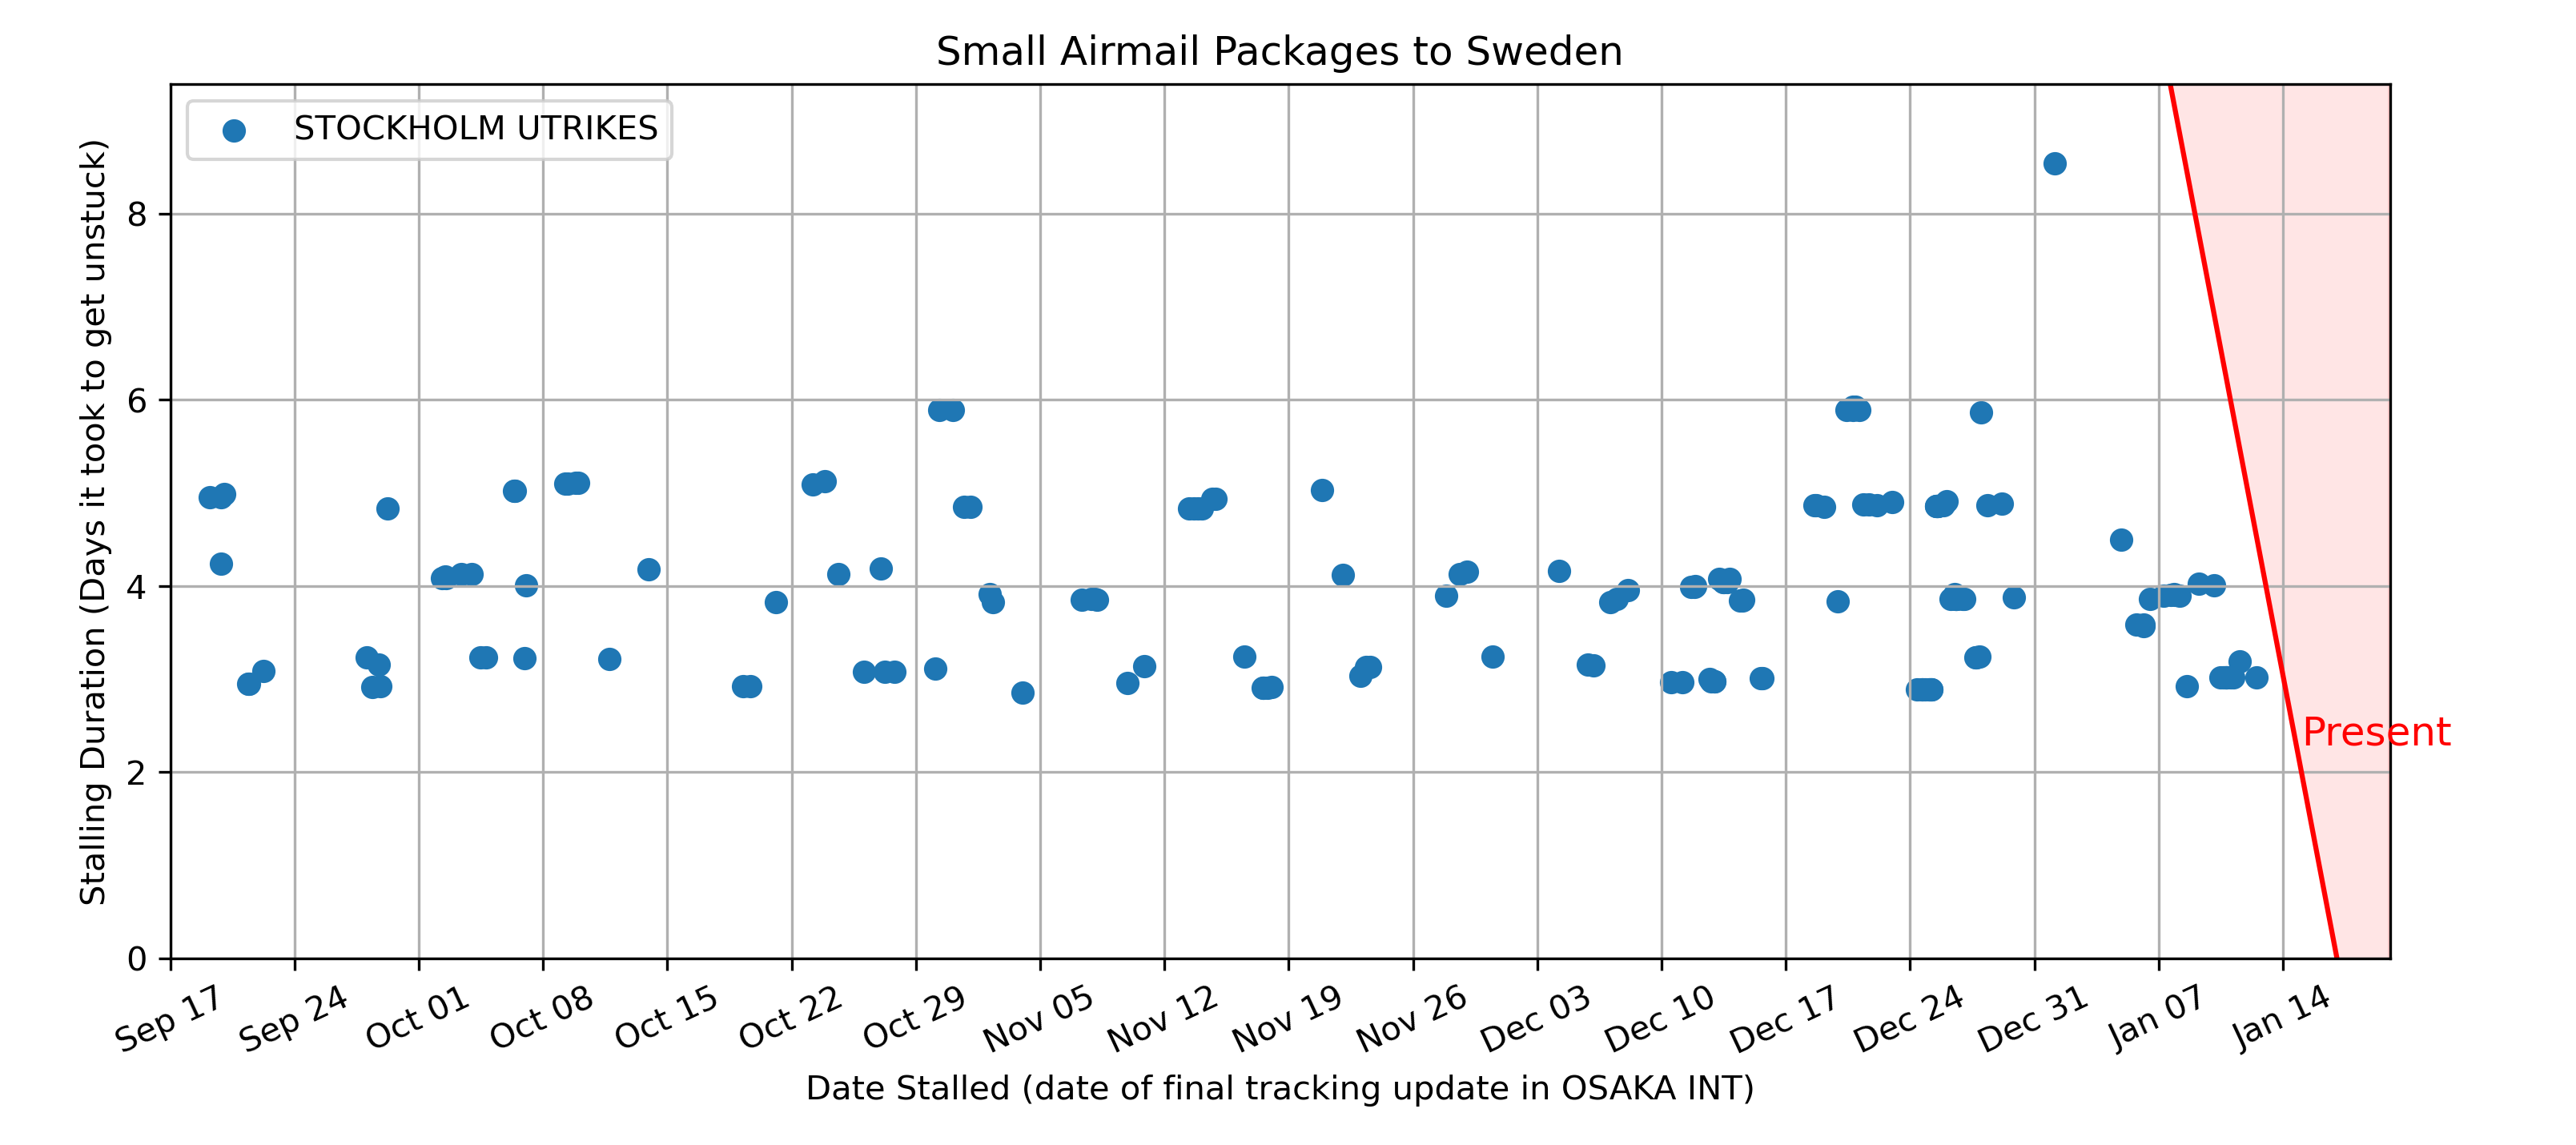 Small Airmail Packages to Sweden
STOCKHOLM UTRIKES
Stalling Duration (Days it took to get unstuck)
8
6
4
2
0
Present
Sep 17
Sep 24
Oct 01
Oct 08
Oct 15
Oct 22
Oct 29
Nov 05
Nov 12
Nov 19
Nov 26
Dec 03
Dec 10
Dec 17
Dec 24
Dec 31
Jan 07
Jan 14
Date Stalled (date of final tracking update in OSAKA INT)